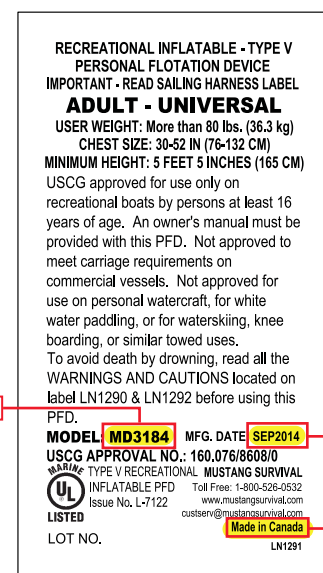 RECREATIONAL INFLATABLE - TYPE V
PERSONAL FLOTATION DEVICE
IMPORTANT - READ SAILING HARNESS LABEL
ADULT - UNIVERSAL
USER WEIGHT: More than 80 lbs. (36.3 kg)
CHEST SIZE: 30-52 IN (76-132 CM)
MINIMUM HEIGHT: 5 FEET 5 INCHES (165 CM)
USCG approved for use only on
recreational boats by persons at least 16
years of age. An owner's manual must be
provided with this PFD. Not approved to
meet carriage requirements on
commercial vessels. Not approved for
use on personal watercraft, for white
water paddling, or for waterskiing, knee
boarding, or similar towed uses.
To avoid death by drowning, read all the
WARNINGS AND CAUTIONS located on
label LN1290 & LN1292 before using this
PFD.
MODEL: MD3184 MFG. DATE SEP2014
USCG APPROVAL NO.: 160.076/8608/0
MARINE TYPE V RECREATIONAL MUSTANG SURVIVAL
UL INFLATABLE PFD Toll Free: 1-800-526-0532
Issue No. L-7122 www.mustangsurvival.com
LISTED custserv@mustangsurvival.com
Made in Canada
LOT NO. LN1291